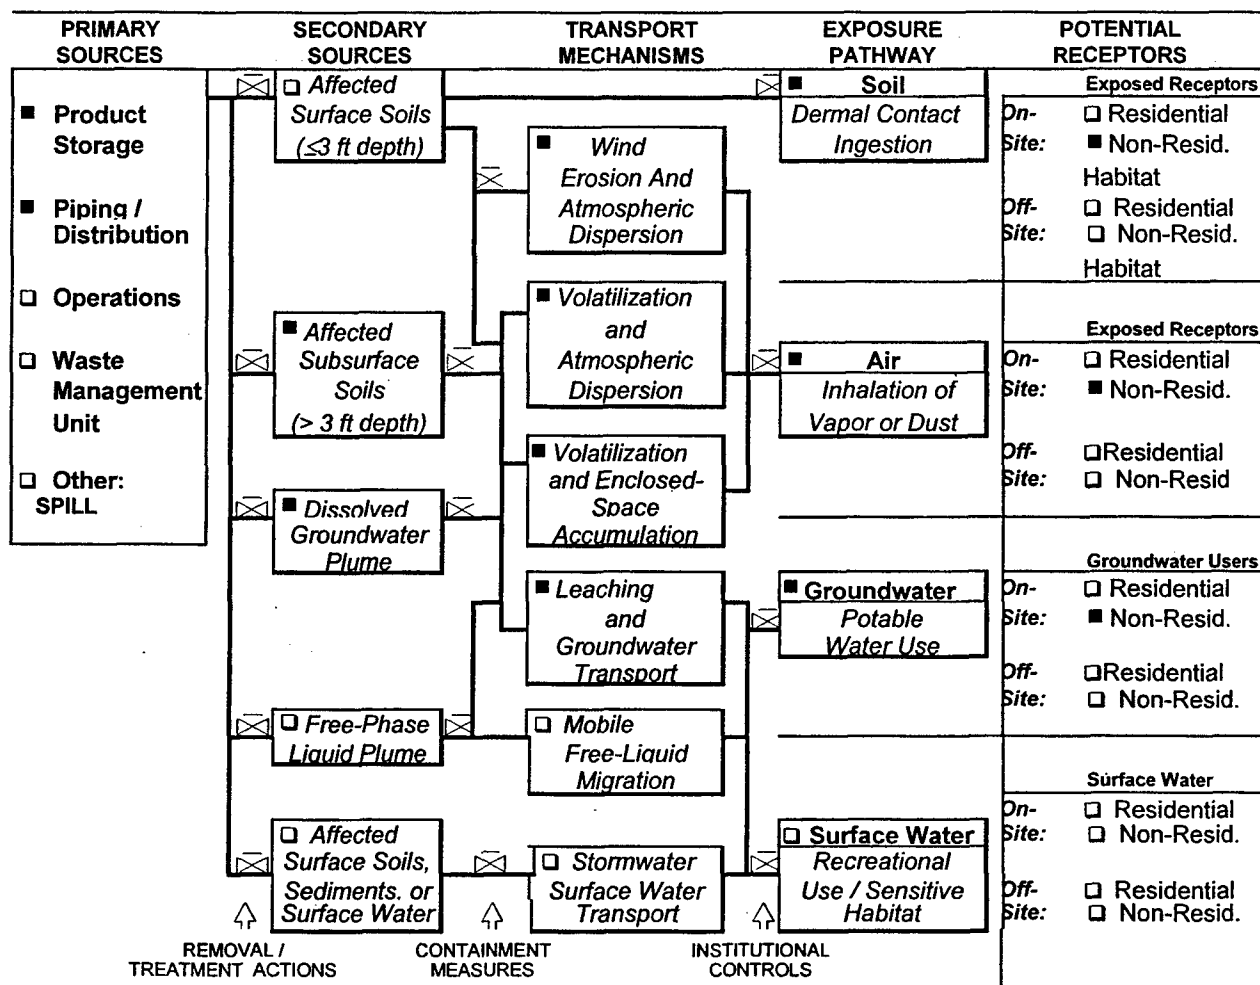 PRIMARY
SOURCES
SECONDARY
SOURCES
TRANSPORT
MECHANISMS
EXPOSURE
PATHWAY
POTENTIAL
RECEPTORS
■ Product
Storage
■ Piping /
Distribution
❑ Operations
❑ Waste
Management
Unit
❑ Other:
SPILL
❑ Affected
Surface Soils
(≤3 ft depth)
■ Affected
Subsurface
Soils
(> 3 ft depth)
■ Dissolved
Groundwater
Plume
❑ Free-Phase
Liquid Plume
❑ Affected
Surface Soils,
Sediments. or
Surface Water
■ Wind
Erosion And
Atmospheric
Dispersion
■ Volatilization
and
Atmospheric
Dispersion
■ Volatilization
and Enclosed-
Space
Accumulation
■ Leaching
and
Groundwater
Transport
❑ Mobile
Free-Liquid
Migration
❑ Stormwater
Surface Water
Transport
■ Soil
Dermal Contact
Ingestion
■ Air
Inhalation of
Vapor or Dust
■ Groundwater
Potable
Water Use
❑ Surface Water
Recreational
Use / Sensitive
Habitat
Exposed Receptors
On- ❑ Residential
Site: ■ Non-Resid.
Habitat
Off- ❑ Residential
Site: ❑ Non-Resid.
Habitat
Exposed Receptors
On- ❑ Residential
Site: ■ Non-Resid.
Off- ❑Residential
Site: ❑ Non-Resid
Groundwater Users
On- ❑ Residential
Site: ■ Non-Resid.
Off- ❑Residential
Site: ❑ Non-Resid.
Surface Water
On- ❑ Residential
Site: ❑ Non-Resid.
Off- ❑ Residential
Site: ❑ Non-Resid.
REMOVAL /
TREATMENT ACTIONS
CONTAINMENT
MEASURES
INSTITUTIONAL
CONTROLS